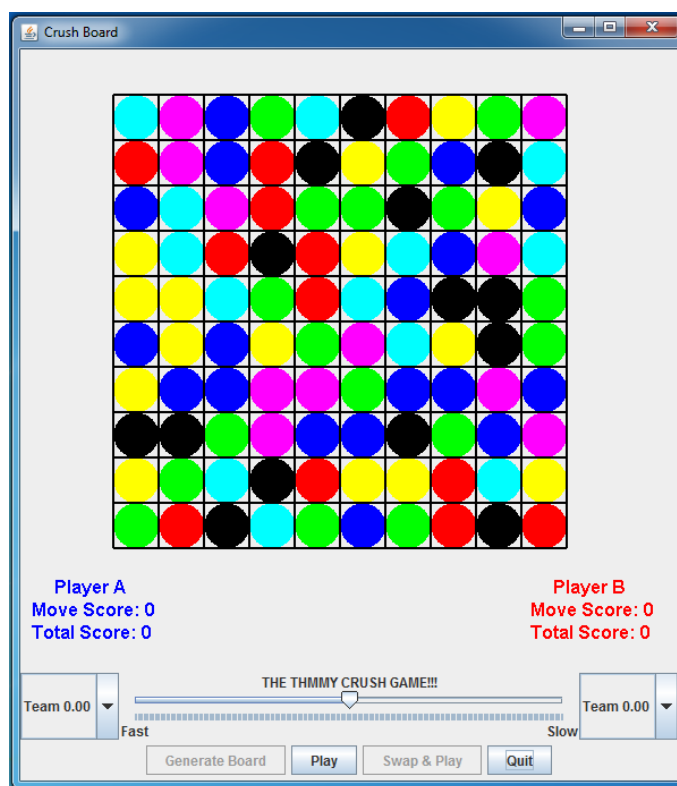 Crush Board
Player A
Move Score: 0
Total Score: 0
Player B
Move Score: 0
Total Score: 0
THE THMMY CRUSH GAME!!!
Team 0.00
Team 0.00
Fast
Slow
Generate Board
Play
Swap & Play
Quit